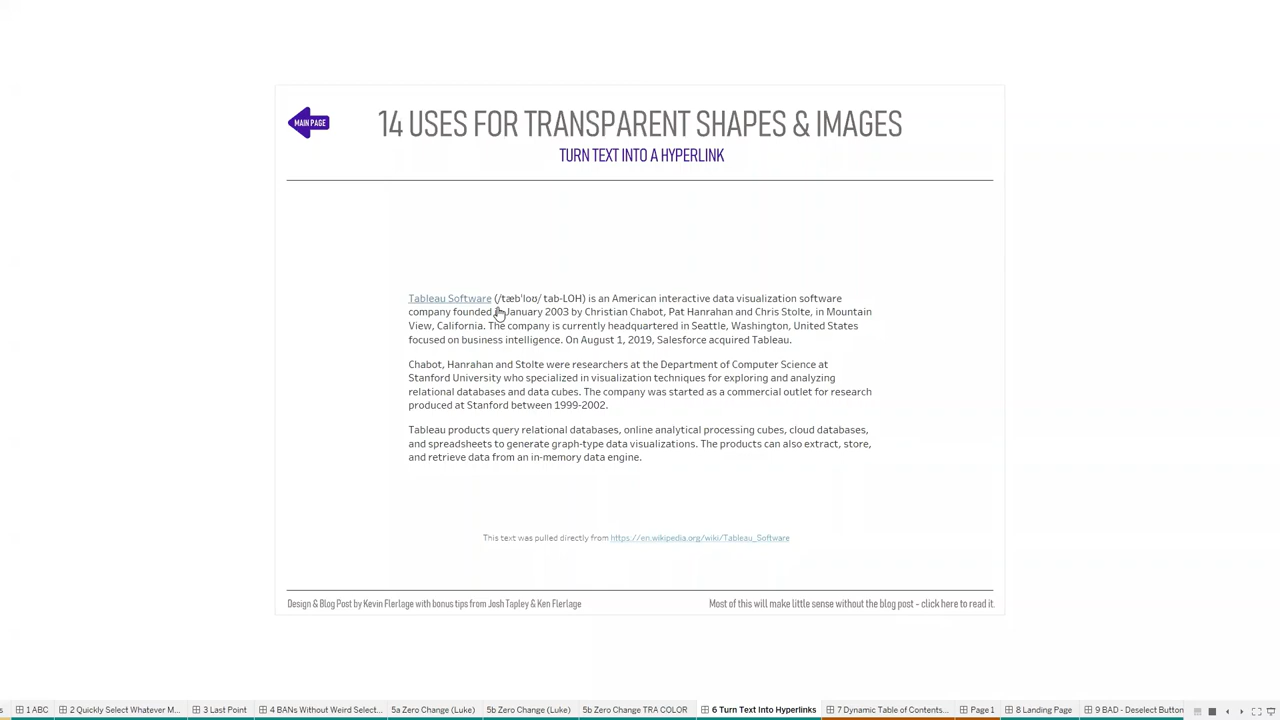 MAIN PAGE
14 USES FOR TRANSPARENT SHAPES & IMAGES
TURN TEXT INTO A HYPERLINK
Tableau Software (/tæbˈloʊ/ tab-LOH) is an American interactive data visualization software
company founded January 2003 by Christian Chabot, Pat Hanrahan and Chris Stolte, in Mountain
View, California. The company is currently headquartered in Seattle, Washington, United States
focused on business intelligence. On August 1, 2019, Salesforce acquired Tableau.
Chabot, Hanrahan and Stolte were researchers at the Department of Computer Science at
Stanford University who specialized in visualization techniques for exploring and analyzing
relational databases and data cubes. The company was started as a commercial outlet for research
produced at Stanford between 1999-2002.
Tableau products query relational databases, online analytical processing cubes, cloud databases,
and spreadsheets to generate graph-type data visualizations. The products can also extract, store,
and retrieve data from an in-memory data engine.
This text was pulled directly from https://en.wikipedia.org/wiki/Tableau_Software
Design & Blog Post by Kevin Flerlage with bonus tips from Josh Tapley & Ken Flerlage
Most of this will make little sense without the blog post - click here to read it.
s 1 ABC 2 Quickly Select Whatever M... 3 Last Point 4 BANs Without Weird Select... 5a Zero Change (Luke) 5b Zero Change (Luke) 5b Zero Change TRA COLOR 6 Turn Text Into Hyperlinks 7 Dynamic Table of Contents... Page 1 8 Landing Page 9 BAD - Deselect Button